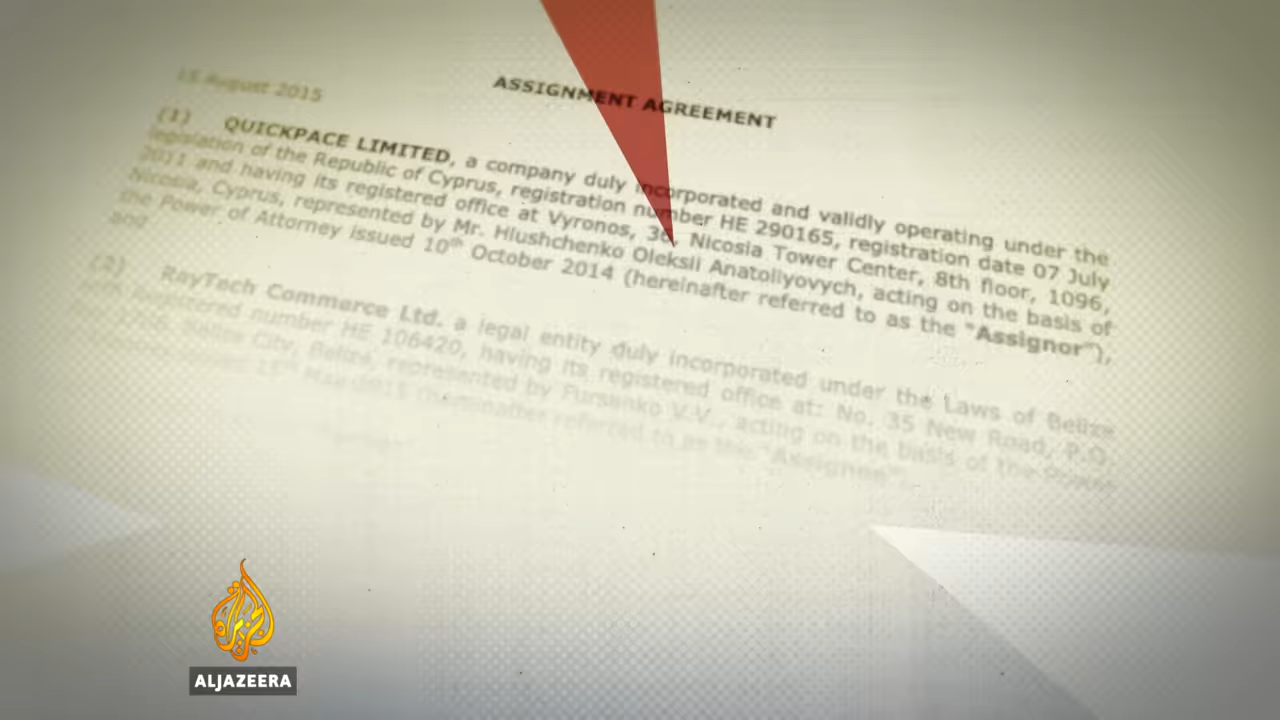 15 August 2015
ASSIGNMENT AGREEMENT
(1) QUICKPACE LIMITED, a company duly incorporated and validly operating under the
legislation of the Republic of Cyprus, registration number HE 290165, registration date 07 July
2011 and having its registered office at Vyronos, 36, Nicosia Tower Center, 8th floor, 1096,
Nicosia, Cyprus, represented by Mr. Hlushchenko Oleksii Anatoliyovych, acting on the basis of
the Power of Attorney issued 10th October 2014 (hereinafter referred to as the "Assignor"),
and
(2) RayTech Commerce Ltd. a legal entity duly incorporated under the Laws of Belize
with Registered number HE 106420, having its registered office at: No. 35 New Road, P.O.
Belize City, Belize, represented by Fursenko V.V., acting on the basis of the Power
15th May 2015 (hereinafter referred to as the "Assignee").
ALJAZEERA